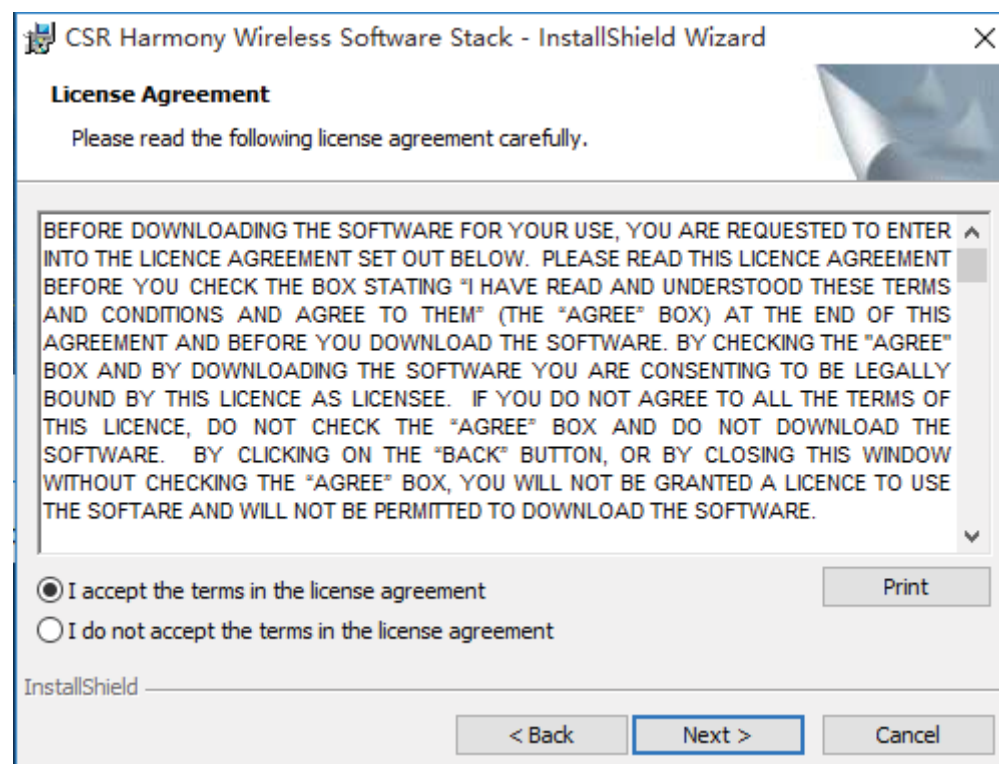 CSR Harmony Wireless Software Stack - InstallShield Wizard
License Agreement
Please read the following license agreement carefully.
BEFORE DOWNLOADING THE SOFTWARE FOR YOUR USE, YOU ARE REQUESTED TO ENTER
INTO THE LICENCE AGREEMENT SET OUT BELOW. PLEASE READ THIS LICENCE AGREEMENT
BEFORE YOU CHECK THE BOX STATING “I HAVE READ AND UNDERSTOOD THESE TERMS
AND CONDITIONS AND AGREE TO THEM” (THE “AGREE” BOX) AT THE END OF THIS
AGREEMENT AND BEFORE YOU DOWNLOAD THE SOFTWARE. BY CHECKING THE "AGREE"
BOX AND BY DOWNLOADING THE SOFTWARE YOU ARE CONSENTING TO BE LEGALLY
BOUND BY THIS LICENCE AS LICENSEE. IF YOU DO NOT AGREE TO ALL THE TERMS OF
THIS LICENCE, DO NOT CHECK THE “AGREE” BOX AND DO NOT DOWNLOAD THE
SOFTWARE. BY CLICKING ON THE “BACK” BUTTON, OR BY CLOSING THIS WINDOW
WITHOUT CHECKING THE “AGREE” BOX, YOU WILL NOT BE GRANTED A LICENCE TO USE
THE SOFTARE AND WILL NOT BE PERMITTED TO DOWNLOAD THE SOFTWARE.
I accept the terms in the license agreement
Print
I do not accept the terms in the license agreement
InstallShield
< Back
Next >
Cancel